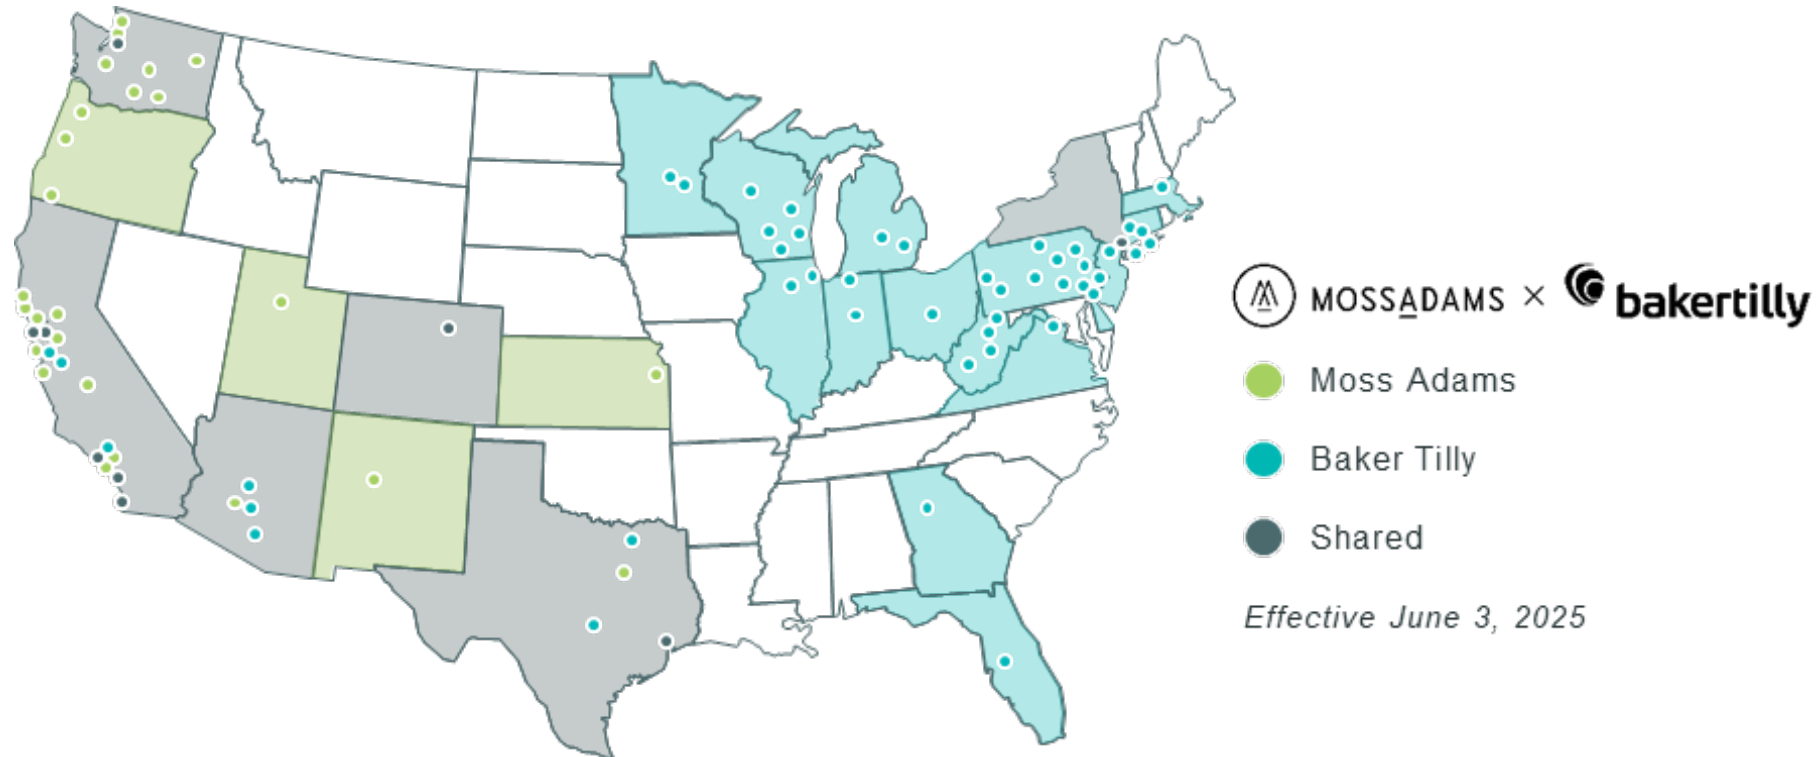 MOSSADAMS × bakertilly
Moss Adams
Baker Tilly
Shared
Effective June 3, 2025